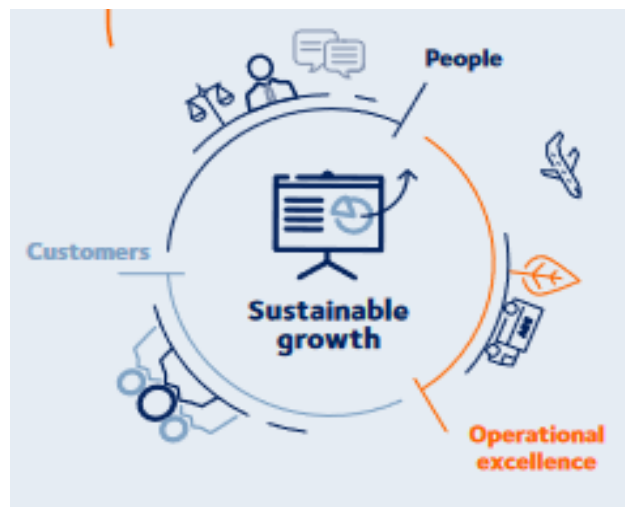 People
Customers
Sustainable
growth
Operational
excellence